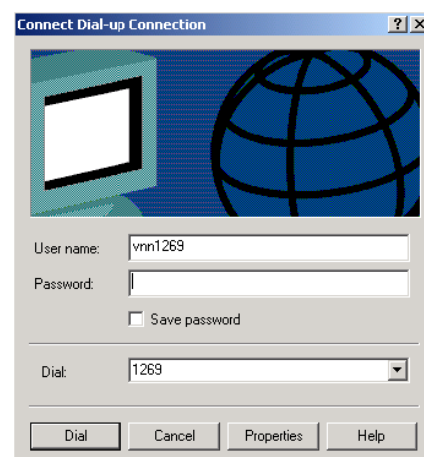 Connect Dial-up Connection
User name: vnn1269
Password:
Save password
Dial: 1269
Dial Cancel Properties Help